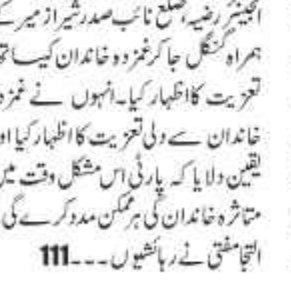 انجینئر رضیہ، ضلع نائب صدر شیراز میر کے
ہمراہ گنگل جا کر غمزدہ خاندان کیساتھ
تعزیت کااظہار کیا۔انہوں نے غمزدہ
خاندان سے دلی تعزیت کا اظہار کیا اور
یقین دلایا کہ پارٹی اس مشکل وقت میں
متاثرہ خاندان کی ہر ممکن مدد کرے گی
التجا مفتی نے رہائشیوں۔۔۔111